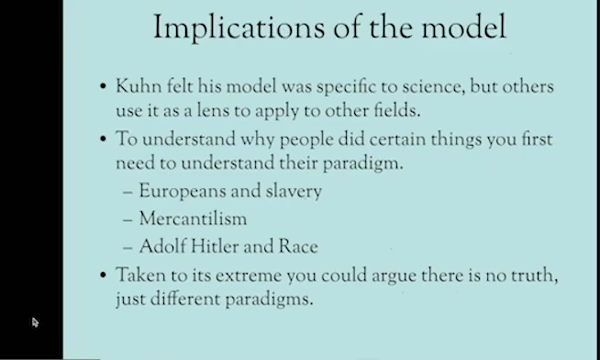 Implications of the model
• Kuhn felt his model was specific to science, but others
use it as a lens to apply to other fields.
• To understand why people did certain things you first
need to understand their paradigm.
– Europeans and slavery
– Mercantilism
– Adolf Hitler and Race
• Taken to its extreme you could argue there is no truth,
just different paradigms.